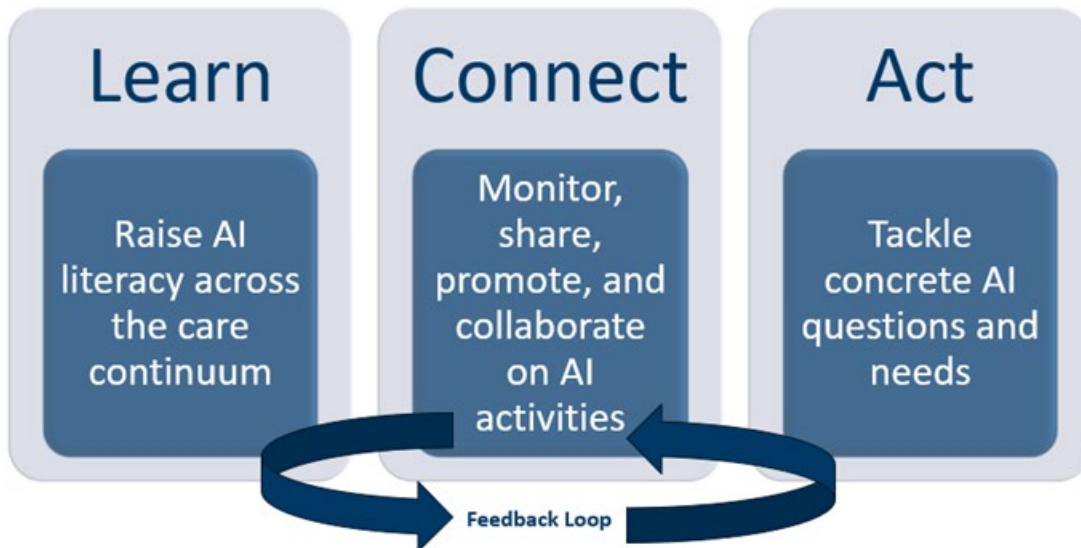 Learn
Raise AI
literacy across
the care
continuum
Connect
Monitor,
share,
promote, and
collaborate
on AI
activities
Act
Tackle
concrete AI
questions and
needs
Feedback Loop